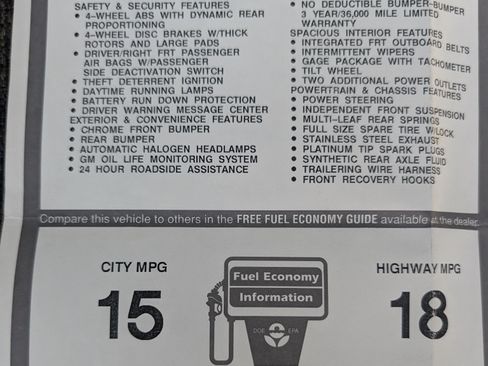 SAFETY & SECURITY FEATURES
• 4-WHEEL ABS WITH DYNAMIC REAR
PROPORTIONING
• 4-WHEEL DISC BRAKES W/THICK
ROTORS AND LARGE PADS
• DRIVER/RIGHT FRT PASSENGER
AIR BAGS W/PASSENGER
SIDE DEACTIVATION SWITCH
• THEFT DETERRENT IGNITION
• DAYTIME RUNNING LAMPS
• BATTERY RUN DOWN PROTECTION
• DRIVER WARNING MESSAGE CENTER
EXTERIOR & CONVENIENCE FEATURES
• CHROME FRONT BUMPER
• REAR BUMPER
• AUTOMATIC HALOGEN HEADLAMPS
• GM OIL LIFE MONITORING SYSTEM
• 24 HOUR ROADSIDE ASSISTANCE
• NO DEDUCTIBLE BUMPER-BUMPER
3 YEAR/36,000 MILE LIMITED
WARRANTY
SPACIOUS INTERIOR FEATURES
• INTEGRATED FRT OUTBOARD BELTS
• INTERMITTENT WIPERS
• GAGE PACKAGE WITH TACHOMETER
• TILT WHEEL
• TWO ADDITIONAL POWER OUTLETS
POWERTRAIN & CHASSIS FEATURES
• POWER STEERING
• INDEPENDENT FRONT SUSPENSION
• MULTI-LEAF REAR SPRINGS
• FULL SIZE SPARE TIRE W/LOCK
• STAINLESS STEEL EXHAUST
• PLATINUM TIP SPARK PLUGS
• SYNTHETIC REAR AXLE FLUID
• TRAILERING WIRE HARNESS
• FRONT RECOVERY HOOKS
Compare this vehicle to others in the FREE FUEL ECONOMY GUIDE available at the dealer.
CITY MPG
15
Fuel Economy
Information
DOE EPA
HIGHWAY MPG
18